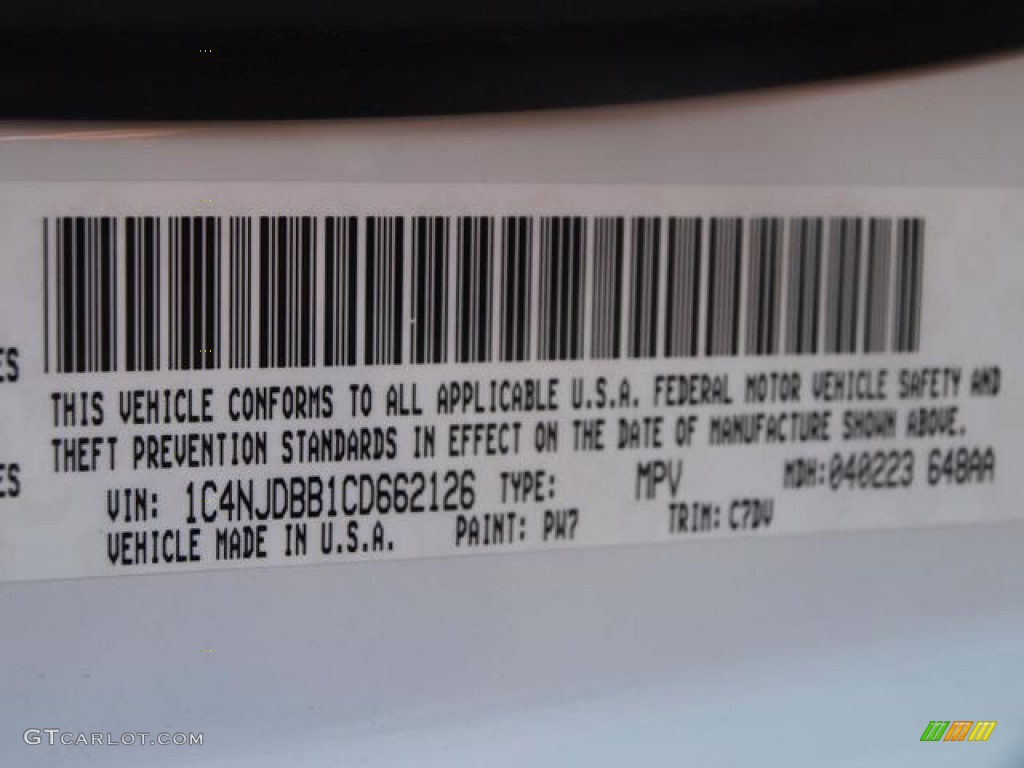 ES
THIS VEHICLE CONFORMS TO ALL APPLICABLE U.S.A. FEDERAL MOTOR VEHICLE SAFETY AND
THEFT PREVENTION STANDARDS IN EFFECT ON THE DATE OF MANUFACTURE SHOWN ABOVE.
ES
VIN: 1C4NJDBB1CD662126 TYPE: MPV MDH:040223 648AA
VEHICLE MADE IN U.S.A. PAINT: PW7 TRIM: C7DV
GTCARLOT.COM